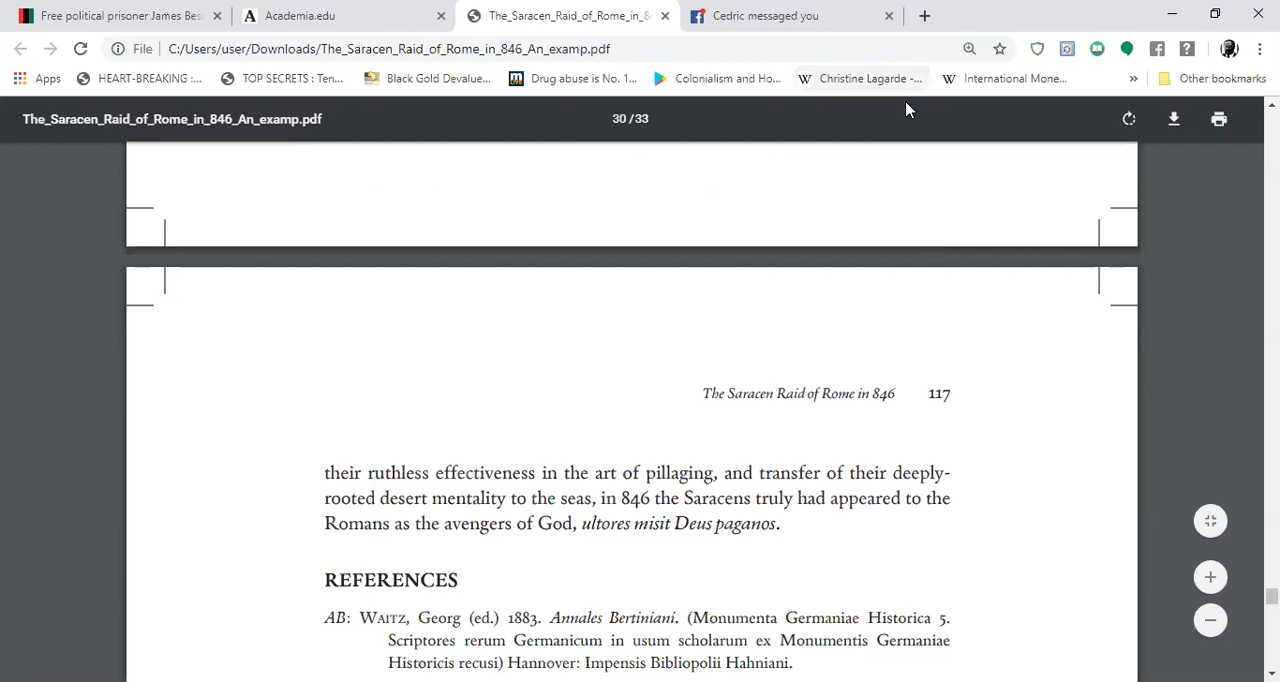 Free political prisoner James Bes
Academia.edu
The_Saracen_Raid_of_Rome_in_8
Cedric messaged you
File
C:/Users/user/Downloads/The_Saracen_Raid_of_Rome_in_846_An_examp.pdf
Apps
HEART-BREAKING :...
TOP SECRETS : Ten...
Black Gold Devalue...
Drug abuse is No. 1...
Colonialism and Ho...
Christine Lagarde -...
International Mone...
»
Other bookmarks
The_Saracen_Raid_of_Rome_in_846_An_examp.pdf
30 / 33
The Saracen Raid of Rome in 846 117
their ruthless effectiveness in the art of pillaging, and transfer of their deeply-
rooted desert mentality to the seas, in 846 the Saracens truly had appeared to the
Romans as the avengers of God, ultores misit Deus paganos.
REFERENCES
AB: WAITZ, Georg (ed.) 1883. Annales Bertiniani. (Monumenta Germaniae Historica 5.
Scriptores rerum Germanicum in usum scholarum ex Monumentis Germaniae
Historicis recusi) Hannover: Impensis Bibliopolii Hahniani.